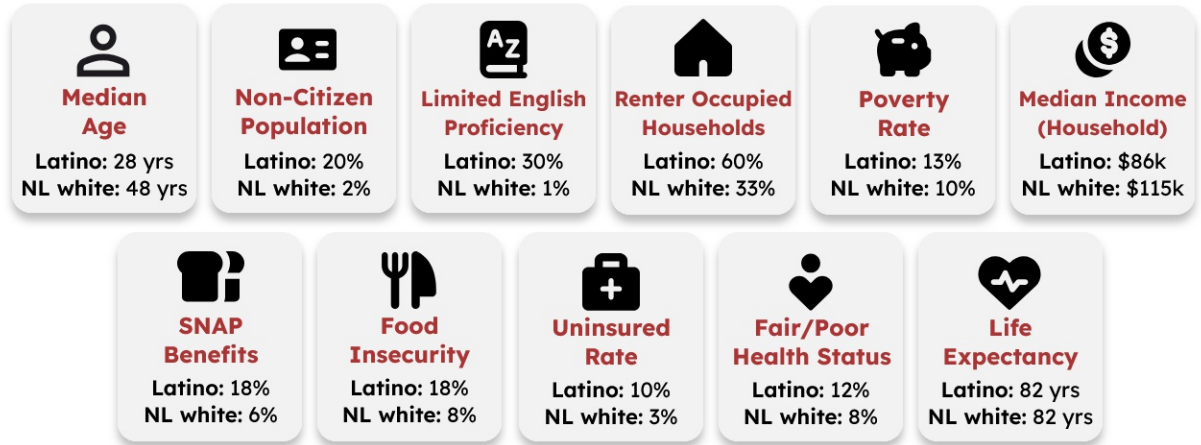 A Z
Median
Age
Latino: 28 yrs
NL white: 48 yrs
Non-Citizen
Population
Latino: 20%
NL white: 2%
Limited English
Proficiency
Latino: 30%
NL white: 1%
Renter Occupied
Households
Latino: 60%
NL white: 33%
Poverty
Rate
Latino: 13%
NL white: 10%
$
Median Income
(Household)
Latino: $86k
NL white: $115k
SNAP
Benefits
Latino: 18%
NL white: 6%
Food
Insecurity
Latino: 18%
NL white: 8%
Uninsured
Rate
Latino: 10%
NL white: 3%
Fair/Poor
Health Status
Latino: 12%
NL white: 8%
Life
Expectancy
Latino: 82 yrs
NL white: 82 yrs